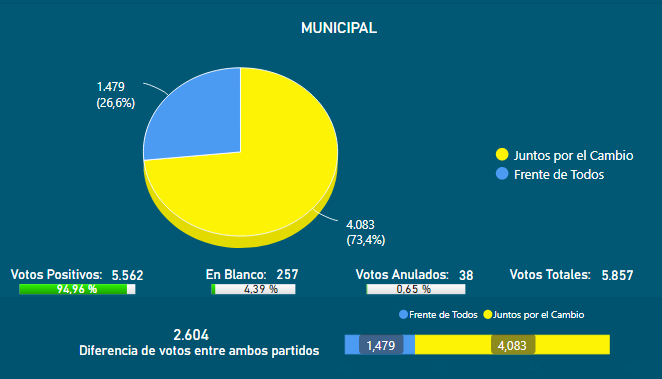 MUNICIPAL
1.479
(26,6%)
Juntos por el Cambio
Frente de Todos
4.083
(73,4%)
Votos Positivos: 5.562
94,96 %
En Blanco: 257
4,39 %
Votos Anulados: 38
0,65 %
Votos Totales: 5.857
2.604
Diferencia de votos entre ambos partidos
Frente de Todos Juntos por el Cambio
1,479 4,083